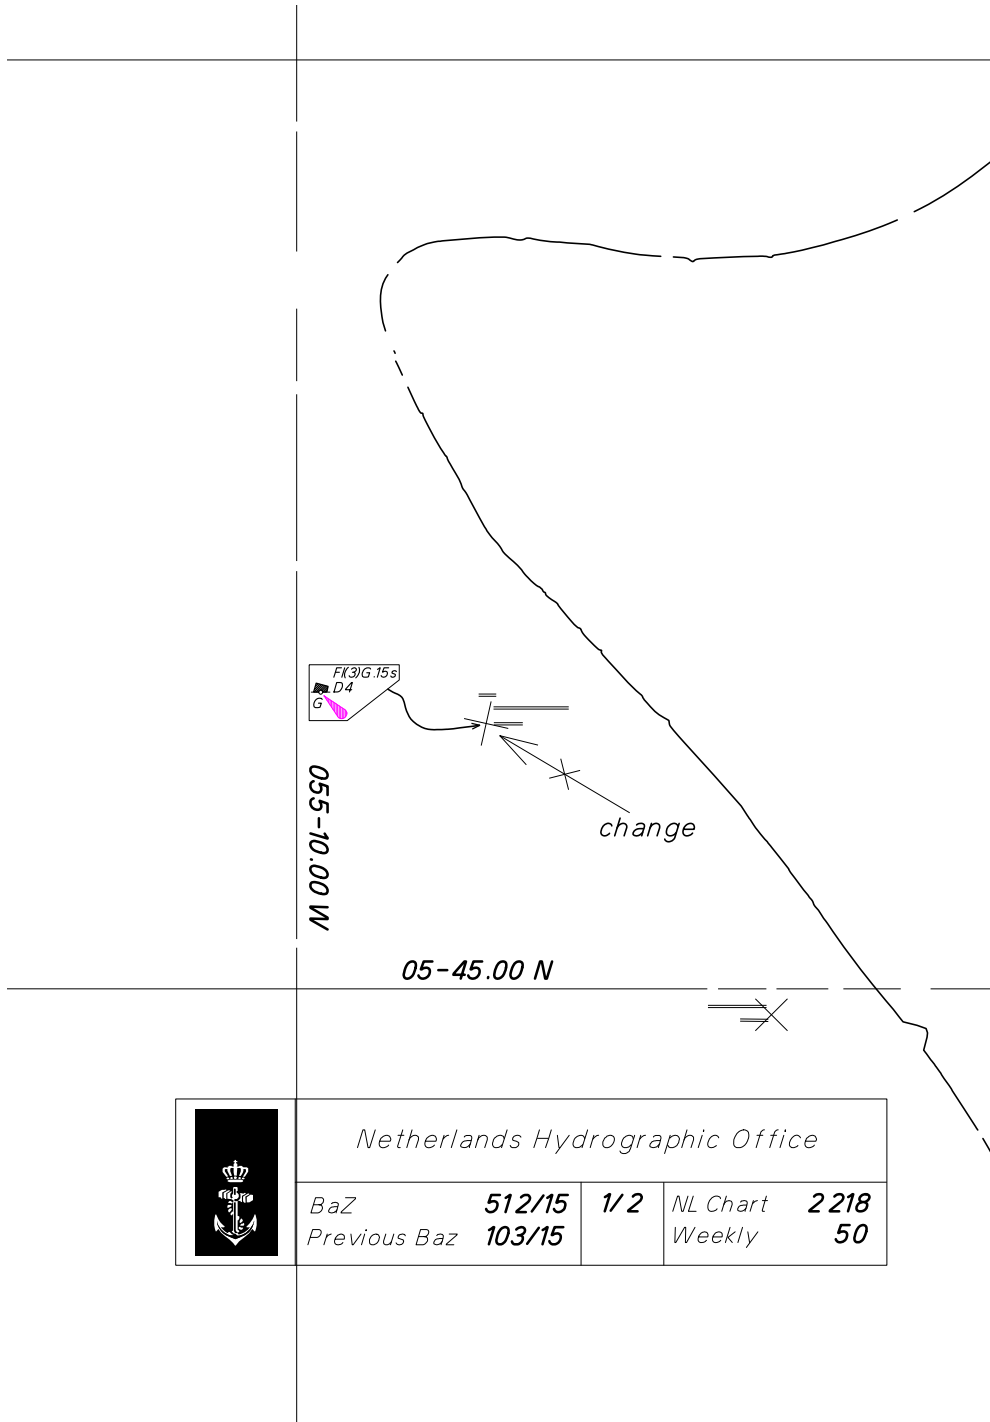 Fl(3)G.15s
D4
G
055-10.00 W
change
05-45.00 N
Netherlands Hydrographic Office
BaZ 512/15 1/2 NL Chart 2218
Previous Baz 103/15 Weekly 50